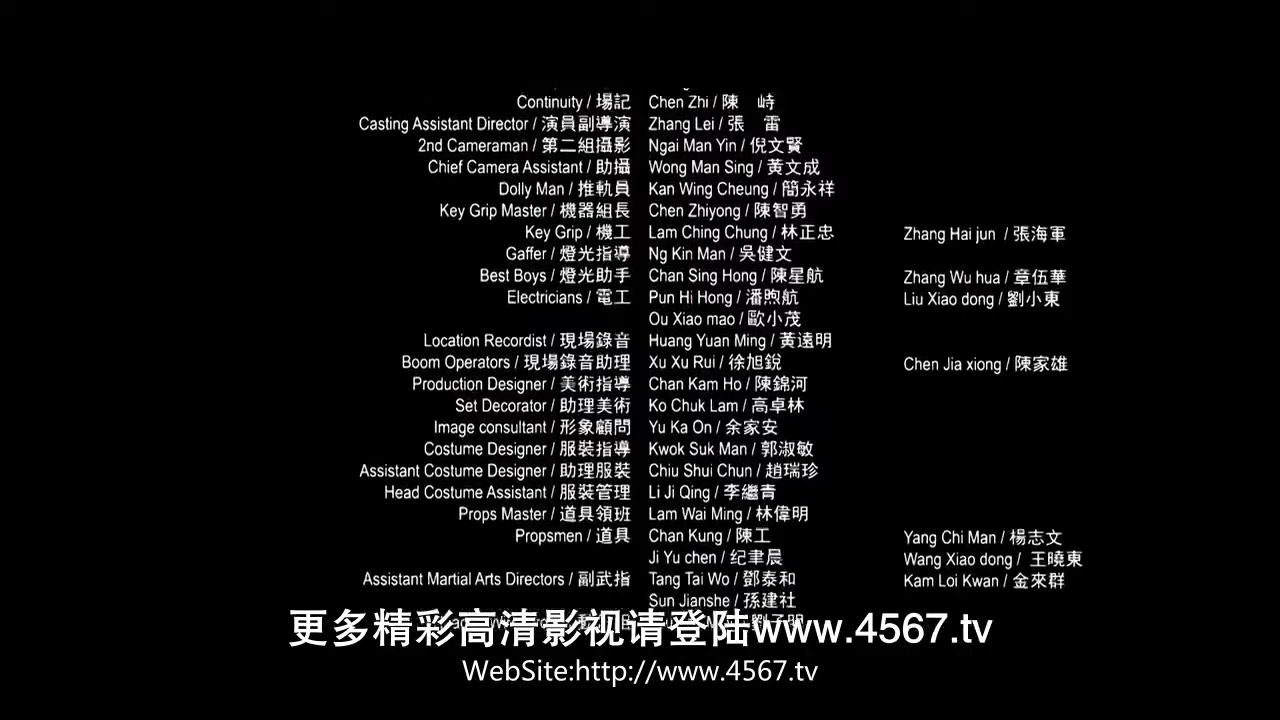 Continuity / 場記 Chen Zhi / 陳 峙
Casting Assistant Director / 演員副導演 Zhang Lei / 張 雷
2nd Cameraman / 第二組攝影 Ngai Man Yin / 倪文賢
Chief Camera Assistant / 助攝 Wong Man Sing / 黃文成
Dolly Man / 推軌員 Kan Wing Cheung / 簡永祥
Key Grip Master / 機器組長 Chen Zhiyong / 陳智勇
Key Grip / 機工 Lam Ching Chung / 林正忠 Zhang Hai jun / 張海軍
Gaffer / 燈光指導 Ng Kin Man / 吳健文
Best Boys / 燈光助手 Chan Sing Hong / 陳星航 Zhang Wu hua / 章伍華
Electricians / 電工 Pun Hi Hong / 潘煦航 Liu Xiao dong / 劉小東
Ou Xiao mao / 歐小茂
Location Recordist / 現場錄音 Huang Yuan Ming / 黃遠明
Boom Operators / 現場錄音助理 Xu Xu Rui / 徐旭銳 Chen Jia xiong / 陳家雄
Production Designer / 美術指導 Chan Kam Ho / 陳錦河
Set Decorator / 助理美術 Ko Chuk Lam / 高卓林
Image consultant / 形象顧問 Yu Ka On / 余家安
Costume Designer / 服裝指導 Kwok Suk Man / 郭淑敏
Assistant Costume Designer / 助理服裝 Chiu Shui Chun / 趙瑞珍
Head Costume Assistant / 服裝管理 Li Ji Qing / 李繼青
Props Master / 道具領班 Lam Wai Ming / 林偉明
Propsmen / 道具 Chan Kung / 陳工 Yang Chi Man / 楊志文
Ji Yu chen / 纪聿晨 Wang Xiao dong / 王曉東
Assistant Martial Arts Directors / 副武指 Tang Tai Wo / 鄧泰和 Kam Loi Kwan / 金來群
Sun Jianshe / 孫建社
更多精彩高清影视请登陆www.4567.tv
WebSite:http://www.4567.tv